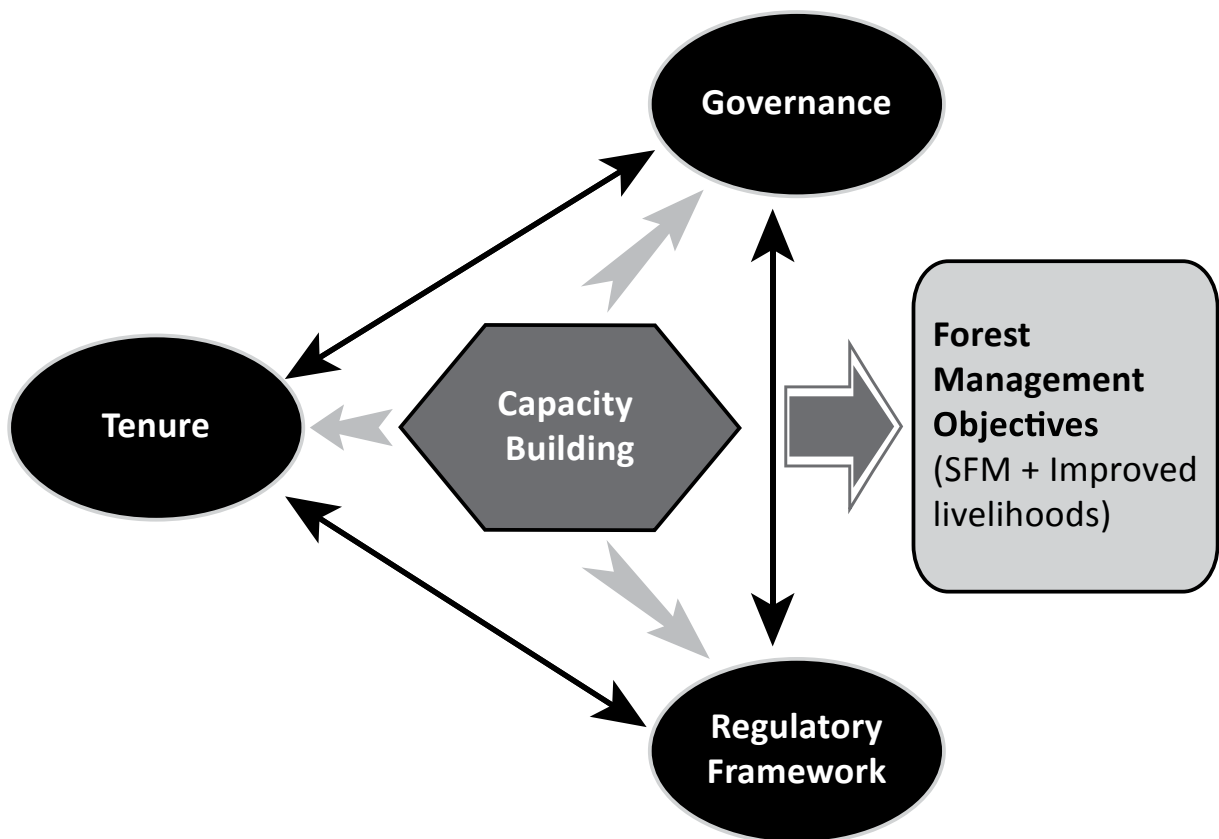 Governance
Tenure
Capacity
Building
Forest
Management
Objectives
(SFM + Improved
livelihoods)
Regulatory
Framework